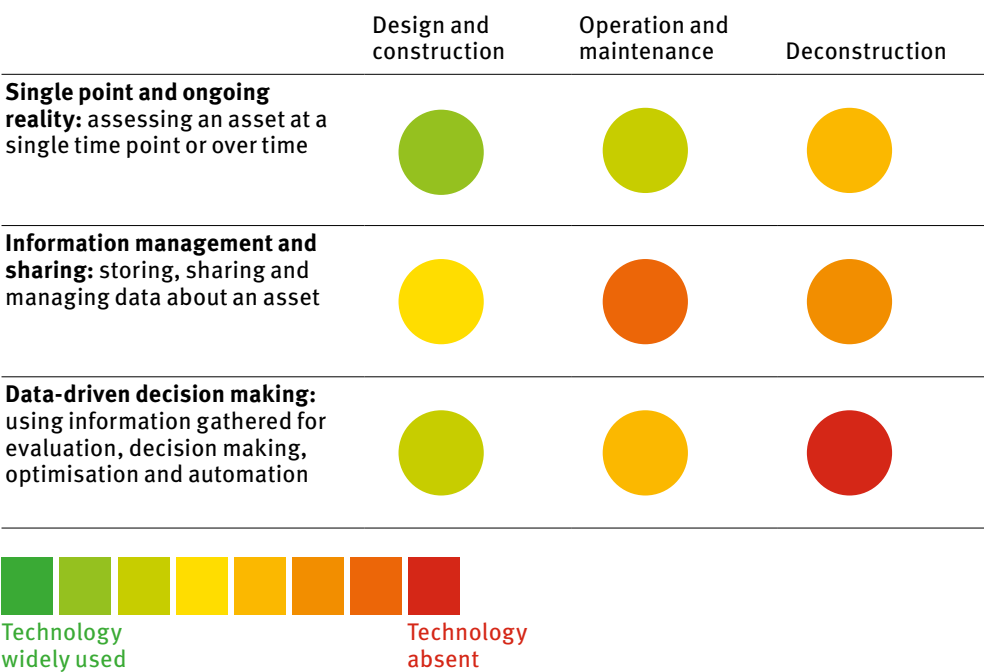 Design and
construction
Operation and
maintenance
Deconstruction
Single point and ongoing
reality: assessing an asset at a
single time point or over time
Information management and
sharing: storing, sharing and
managing data about an asset
Data-driven decision making:
using information gathered for
evaluation, decision making,
optimisation and automation
Technology
widely used
Technology
absent